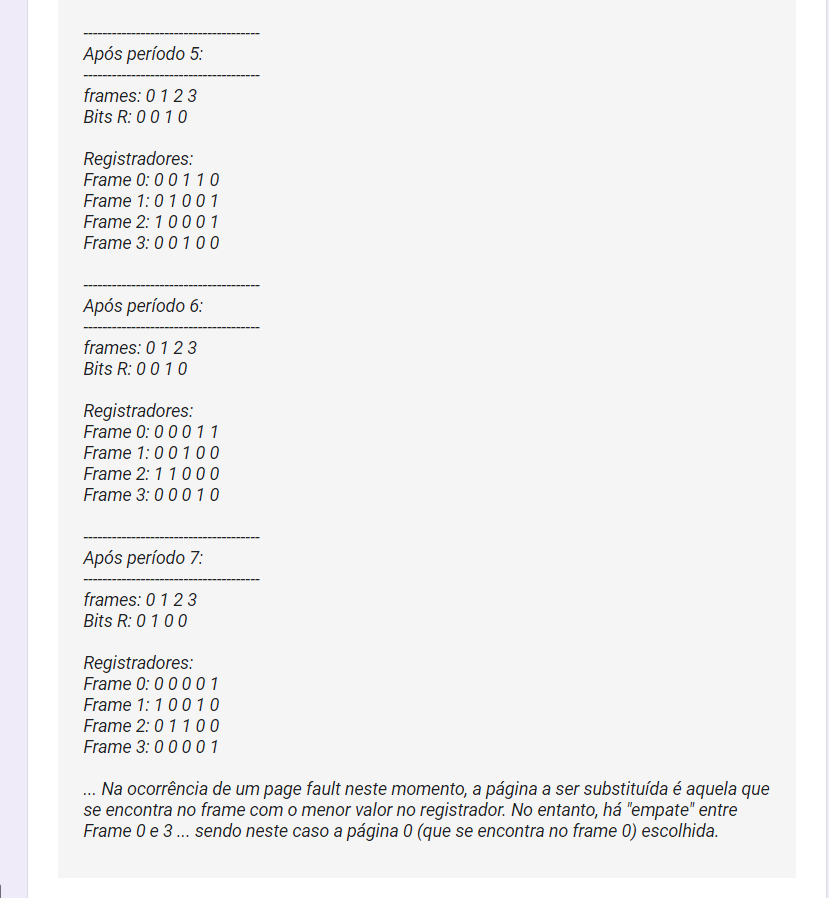 ------------------------------------
Após período 5:
------------------------------------
frames: 0 1 2 3
Bits R: 0 0 1 0
Registradores:
Frame 0: 0 0 1 1 0
Frame 1: 0 1 0 0 1
Frame 2: 1 0 0 0 1
Frame 3: 0 0 1 0 0
------------------------------------
Após período 6:
------------------------------------
frames: 0 1 2 3
Bits R: 0 0 1 0
Registradores:
Frame 0: 0 0 0 1 1
Frame 1: 0 0 1 0 0
Frame 2: 1 1 0 0 0
Frame 3: 0 0 0 1 0
------------------------------------
Após período 7:
------------------------------------
frames: 0 1 2 3
Bits R: 0 1 0 0
Registradores:
Frame 0: 0 0 0 0 1
Frame 1: 1 0 0 1 0
Frame 2: 0 1 1 0 0
Frame 3: 0 0 0 0 1
... Na ocorrência de um page fault neste momento, a página a ser substituída é aquela que
se encontra no frame com o menor valor no registrador. No entanto, há "empate" entre
Frame 0 e 3 ... sendo neste caso a página 0 (que se encontra no frame 0) escolhida.